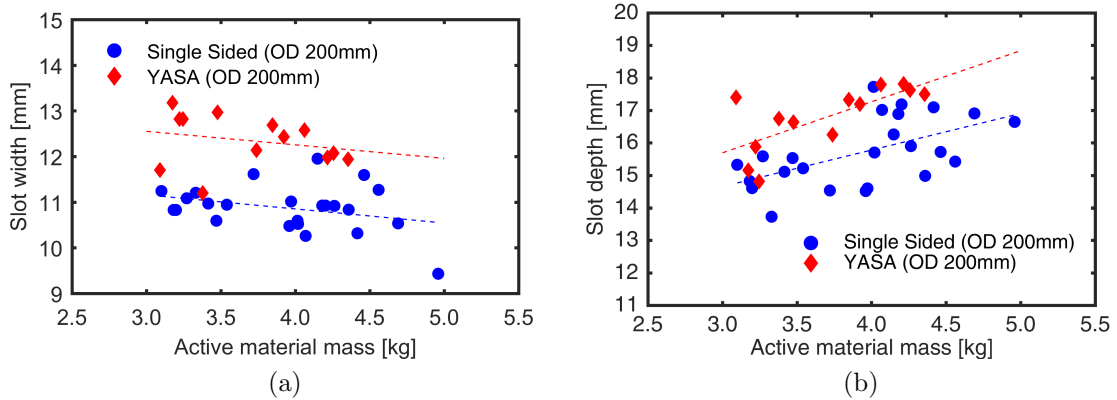 15
14
13
12
11
10
9
Slot width [mm]
Single Sided (OD 200mm)
YASA (OD 200mm)
2.5 3.0 3.5 4.0 4.5 5.0 5.5
Active material mass [kg]
(a)
20
19
18
17
16
15
14
13
12
11
Slot depth [mm]
Single Sided (OD 200mm)
YASA (OD 200mm)
2.5 3.0 3.5 4.0 4.5 5.0 5.5
Active material mass [kg]
(b)